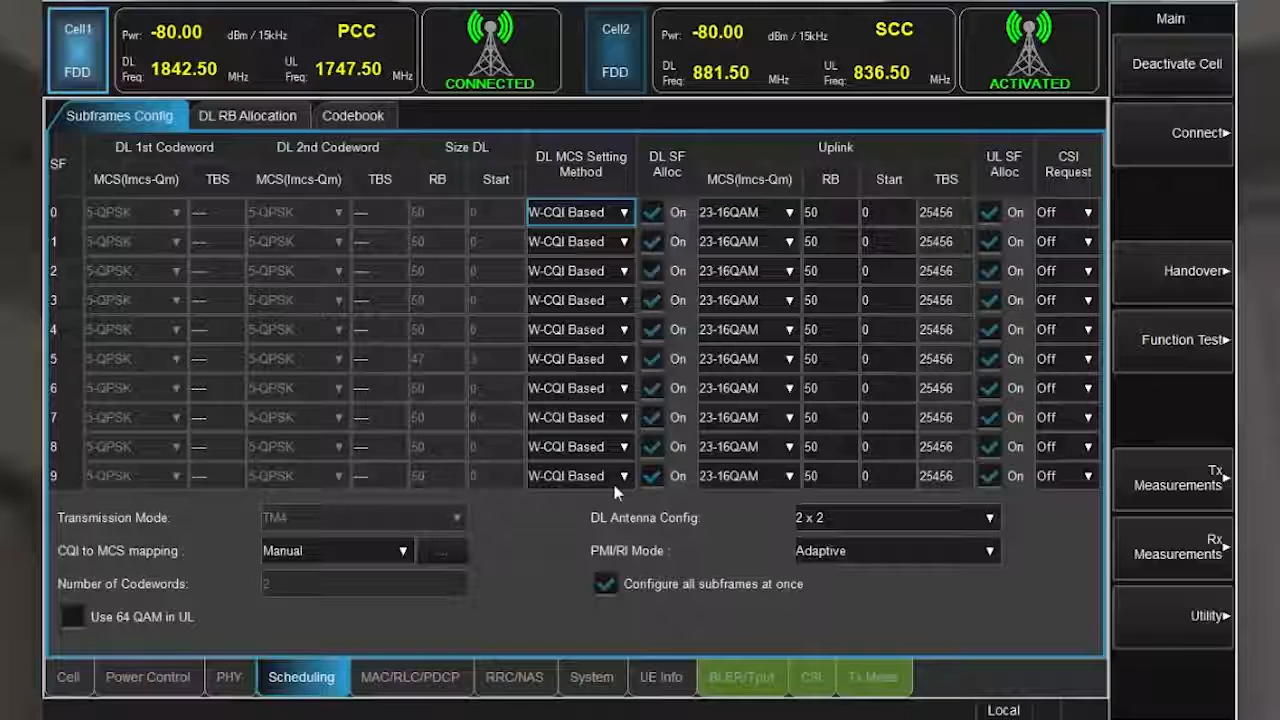 Cell1 FDD
Pwr: -80.00 dBm / 15kHz PCC
DL Freq: 1842.50 MHz UL Freq: 1747.50 MHz
CONNECTED
Cell2 FDD
Pwr: -80.00 dBm / 15kHz SCC
DL Freq: 881.50 MHz UL Freq: 836.50 MHz
ACTIVATED
Main
Deactivate Cell
Connect
Handover
Function Test
Tx Measurements
Rx Measurements
Utility
Subframes Config DL RB Allocation Codebook
SF DL 1st Codeword DL 2nd Codeword Size DL DL MCS Setting Method DL SF Alloc Uplink UL SF Alloc CSI Request
MCS(Imcs-Qm) TBS MCS(Imcs-Qm) TBS RB Start MCS(Imcs-Qm) RB Start TBS
0 5-QPSK --- 5-QPSK --- 50 0 W-CQI Based On 23-16QAM 50 0 25456 On Off
1 5-QPSK --- 5-QPSK --- 50 0 W-CQI Based On 23-16QAM 50 0 25456 On Off
2 5-QPSK --- 5-QPSK --- 50 0 W-CQI Based On 23-16QAM 50 0 25456 On Off
3 5-QPSK --- 5-QPSK --- 50 0 W-CQI Based On 23-16QAM 50 0 25456 On Off
4 5-QPSK --- 5-QPSK --- 50 0 W-CQI Based On 23-16QAM 50 0 25456 On Off
5 5-QPSK --- 5-QPSK --- 47 W-CQI Based On 23-16QAM 50 0 25456 On Off
6 5-QPSK --- 5-QPSK --- 50 0 W-CQI Based On 23-16QAM 50 0 25456 On Off
7 5-QPSK --- 5-QPSK --- 50 0 W-CQI Based On 23-16QAM 50 0 25456 On Off
8 5-QPSK --- 5-QPSK --- 50 0 W-CQI Based On 23-16QAM 50 0 25456 On Off
9 5-QPSK --- 5-QPSK --- 50 0 W-CQI Based On 23-16QAM 50 0 25456 On Off
Transmission Mode: TM4 DL Antenna Config: 2 x 2
CQI to MCS mapping : Manual ... PMI/RI Mode : Adaptive
Number of Codewords: 2 Configure all subframes at once
Use 64 QAM in UL
Cell Power Control PHY Scheduling MAC/RLC/PDCP RRC/NAS System UE Info BLER/Tput CSI Tx Meas
Local